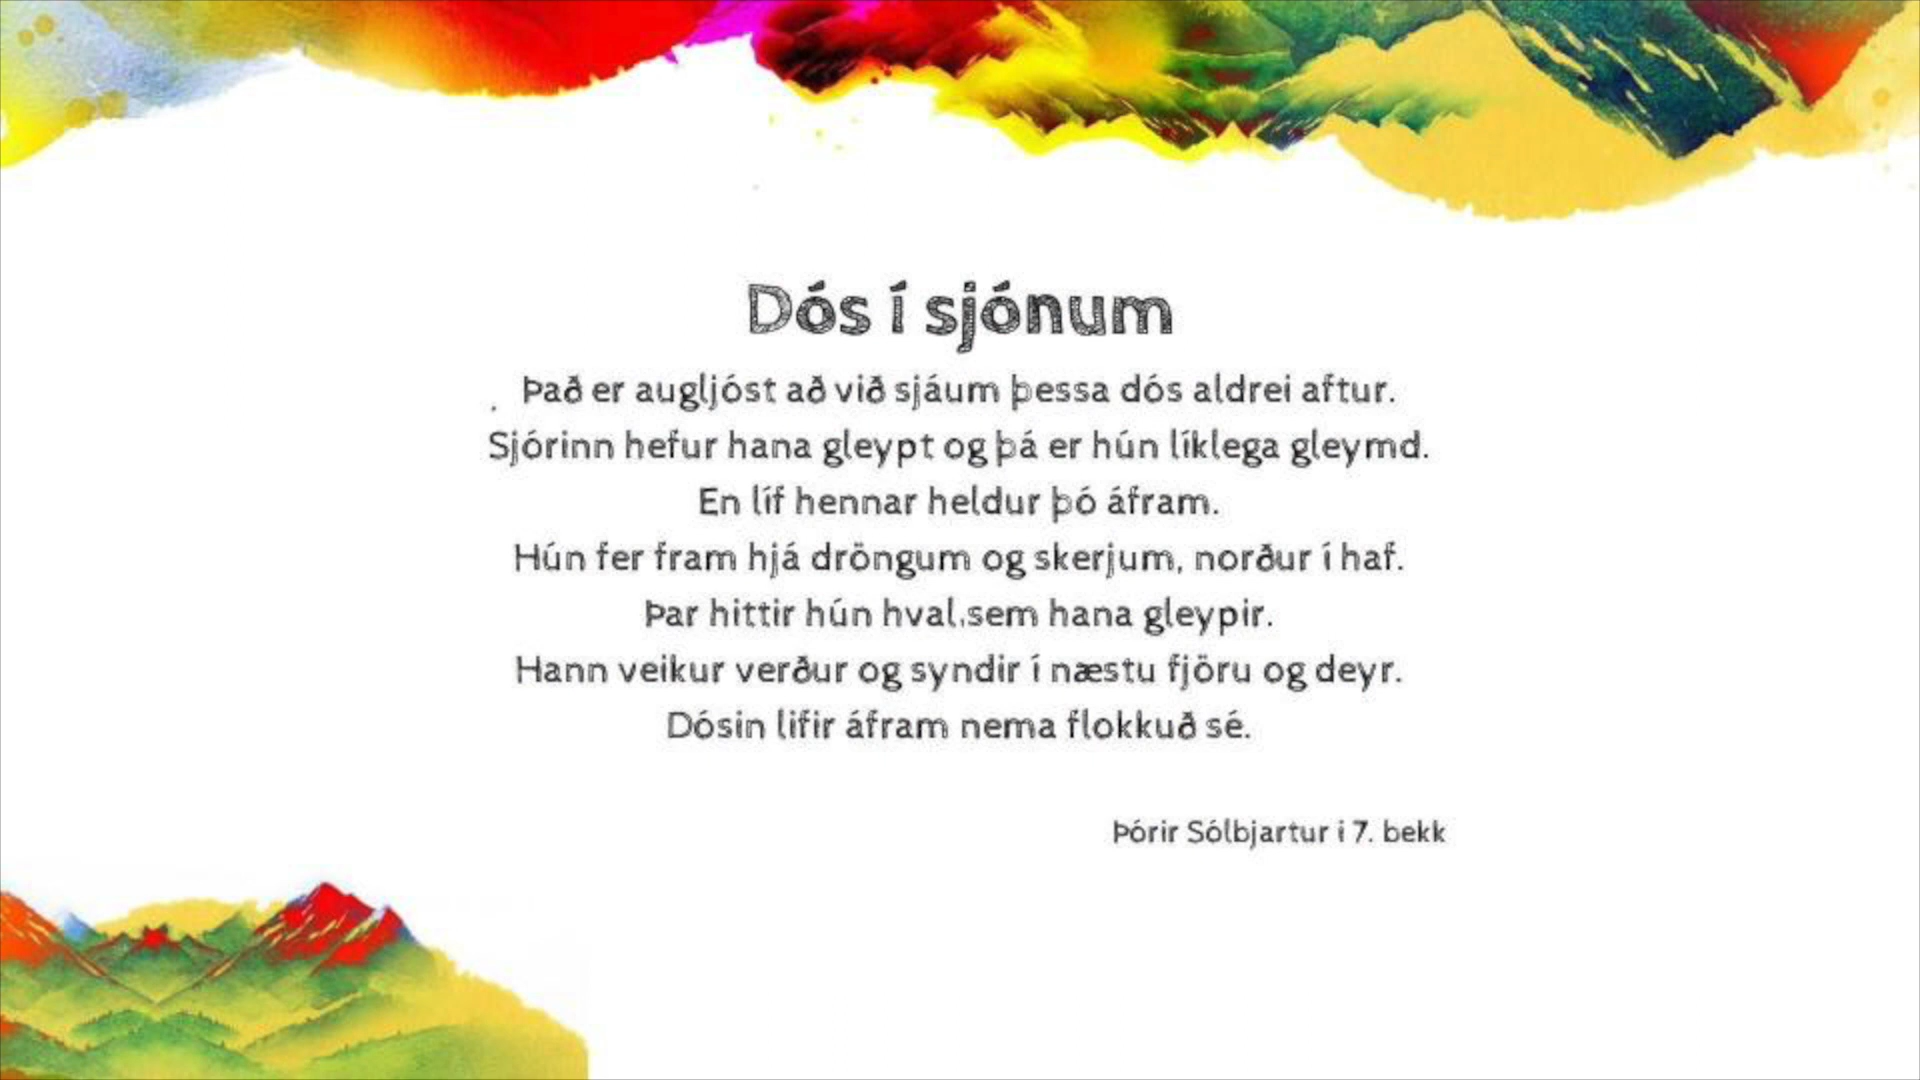 Dós í sjónum
. Það er augljóst að við sjáum þessa dós aldrei aftur.
Sjórinn hefur hana gleypt og þá er hún líklega gleymd.
En líf hennar heldur þó áfram.
Hún fer fram hjá dröngum og skerjum, norður í haf.
Þar hittir hún hval.sem hana gleypir.
Hann veikur verður og syndir í næstu fjöru og deyr.
Dósin lifir áfram nema flokkuð sé.
Þórir Sólbjartur i 7. bekk